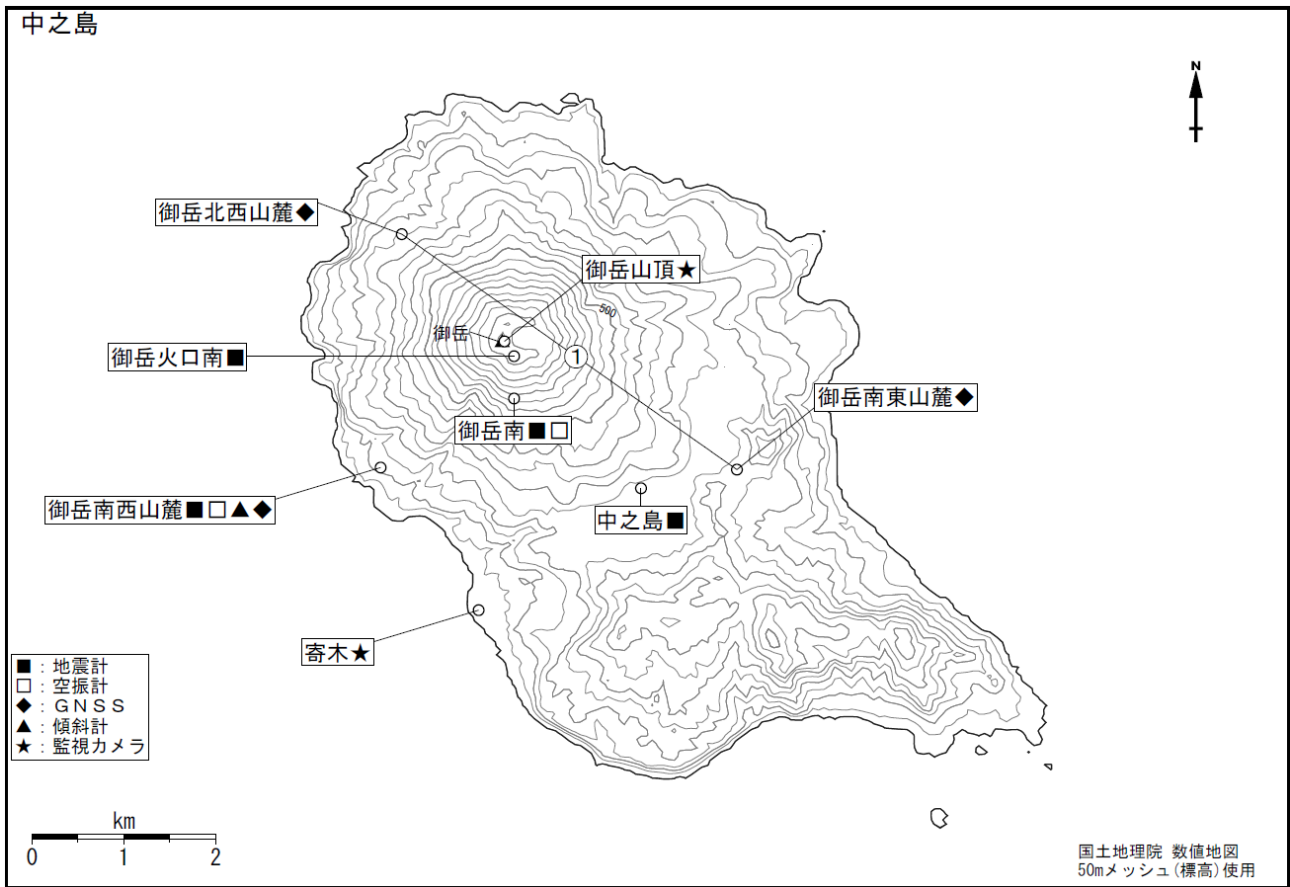 中之島
N
御岳北西山麓◆
御岳山頂★
500
御岳
御岳火口南■
①
御岳南東山麓◆
御岳南■□
御岳南西山麓■□▲◆
中之島■
寄木★
■：地震計
□：空振計
◆：ＧＮＳＳ
▲：傾斜計
★：監視カメラ
km
0 1 2
国土地理院 数値地図
50mメッシュ(標高)使用